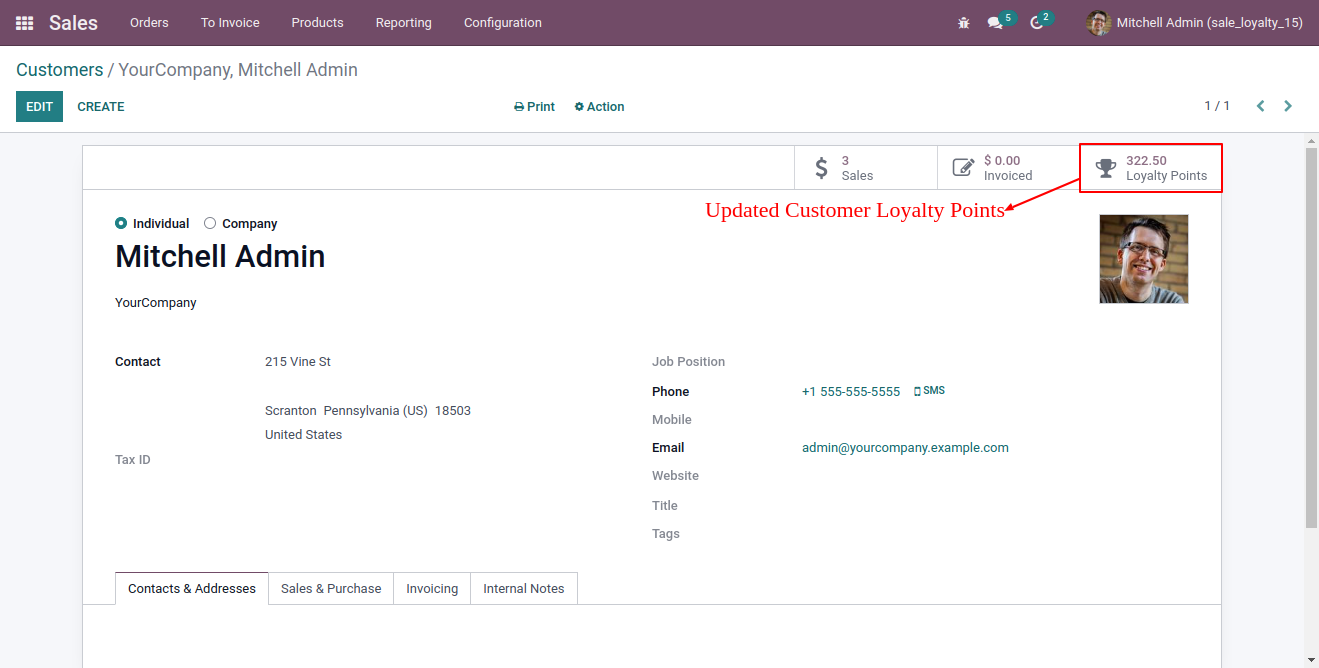 Sales Orders To Invoice Products Reporting Configuration 5 2 Mitchell Admin (sale_loyalty_15)
Customers / YourCompany, Mitchell Admin
EDIT CREATE Print Action 1 / 1
3 $ 0.00 322.50
Sales Invoiced Loyalty Points
Updated Customer Loyalty Points
Individual Company
Mitchell Admin
YourCompany
Contact 215 Vine St Job Position
Phone +1 555-555-5555 SMS
Scranton Pennsylvania (US) 18503 Mobile
United States
Email admin@yourcompany.example.com
Tax ID
Website
Title
Tags
Contacts & Addresses Sales & Purchase Invoicing Internal Notes